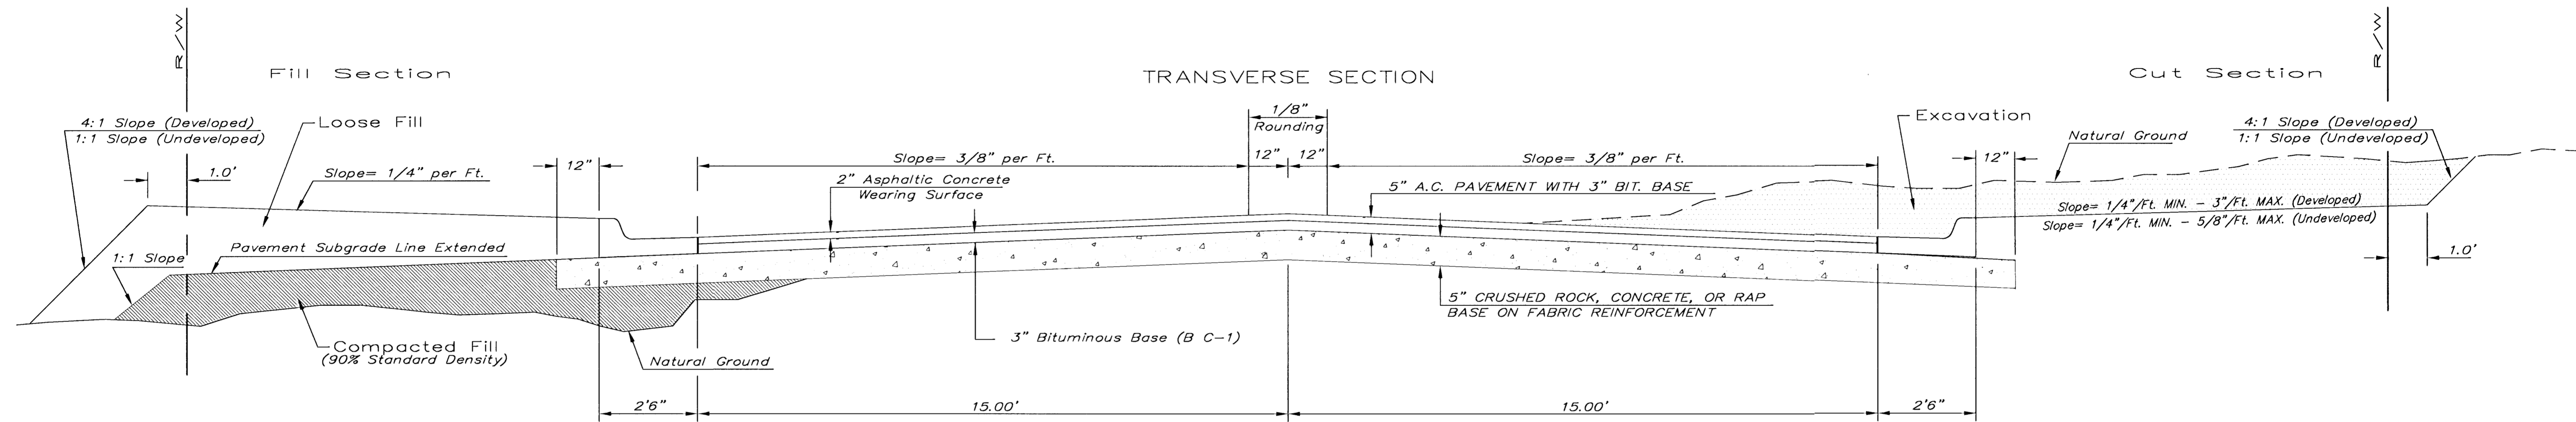 R/W
Fill Section
TRANSVERSE SECTION
Cut Section
R/W
4:1 Slope (Developed)
1:1 Slope (Undeveloped)
Loose Fill
1/8"
Rounding
Excavation
Natural Ground
4:1 Slope (Developed)
1:1 Slope (Undeveloped)
1.0'
Slope= 1/4" per Ft.
12"
Slope= 3/8" per Ft.
12"
12"
Slope= 3/8" per Ft.
12"
2" Asphaltic Concrete
Wearing Surface
5" A.C. PAVEMENT WITH 3" BIT. BASE
Slope= 1/4"/Ft. MIN. - 3"/Ft. MAX. (Developed)
Slope= 1/4"/Ft. MIN. - 5/8"/Ft. MAX. (Undeveloped)
Pavement Subgrade Line Extended
1:1 Slope
1.0'
5" CRUSHED ROCK, CONCRETE, OR RAP
BASE ON FABRIC REINFORCEMENT
3" Bituminous Base (B C-1)
Compacted Fill
(90% Standard Density)
Natural Ground
2'6"
15.00'
15.00'
2'6"